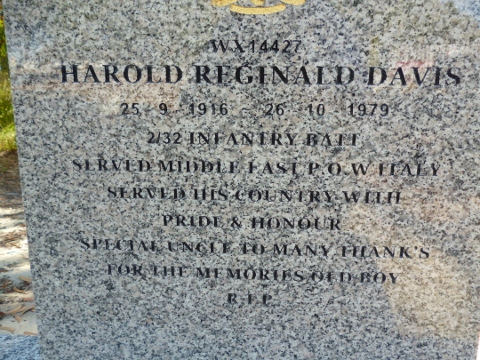 WX14427
HAROLD REGINALD DAVIS
25 - 9 - 1916 - 26 - 10 - 1979
2/32 INFANTRY BATT
SERVED MIDDLE EAST P.O.W ITALY
SERVED HIS COUNTRY WITH
PRIDE & HONOUR
SPECIAL UNCLE TO MANY THANK'S
FOR THE MEMORIES OLD BOY
R.I.P.